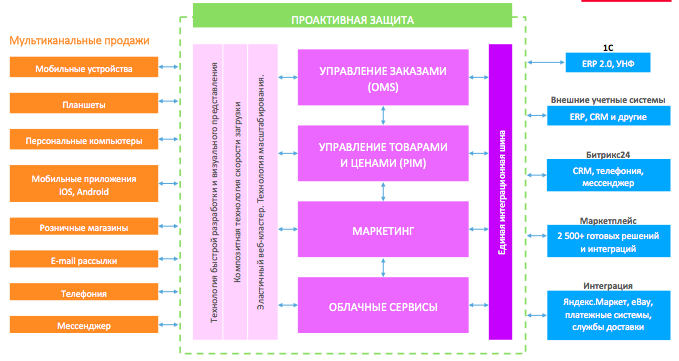 ПРОАКТИВНАЯ ЗАЩИТА
Мультиканальные продажи
Мобильные устройства
Планшеты
Персональные компьютеры
Мобильные приложения
iOS, Android
Розничные магазины
E-mail рассылки
Телефония
Мессенджер
Технология быстрой разработки и визуального представления
Композитная технология скорости загрузки
Эластичный веб-кластер. Технология масштабирования.
УПРАВЛЕНИЕ ЗАКАЗАМИ
(OMS)
УПРАВЛЕНИЕ ТОВАРАМИ
И ЦЕНАМИ (PIM)
МАРКЕТИНГ
ОБЛАЧНЫЕ СЕРВИСЫ
Единая интеграционная шина
1С
ERP 2.0, УНФ
Внешние учетные системы
ERP, CRM и другие
Битрикс24
CRM, телефония,
мессенджер
Маркетплейс
2 500+ готовых решений
и интеграций
Интеграция
Яндекс.Маркет, eBay,
платежные системы,
службы доставки